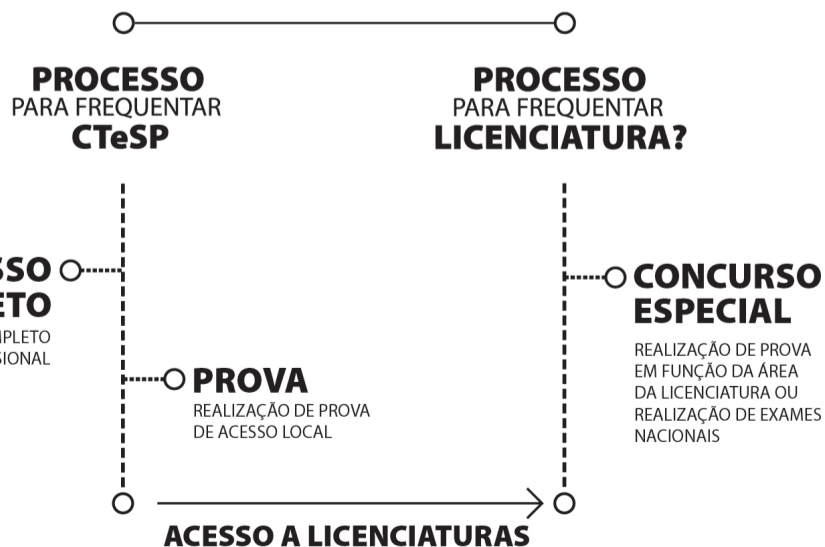 PROCESSO
PARA FREQUENTAR
CTeSP
PROCESSO
PARA FREQUENTAR
LICENCIATURA?
CONCURSO
ESPECIAL
REALIZAÇÃO DE PROVA
EM FUNÇÃO DA ÁREA
DA LICENCIATURA OU
REALIZAÇÃO DE EXAMES
NACIONAIS
PROVA
REALIZAÇÃO DE PROVA
DE ACESSO LOCAL
ACESSO A LICENCIATURAS